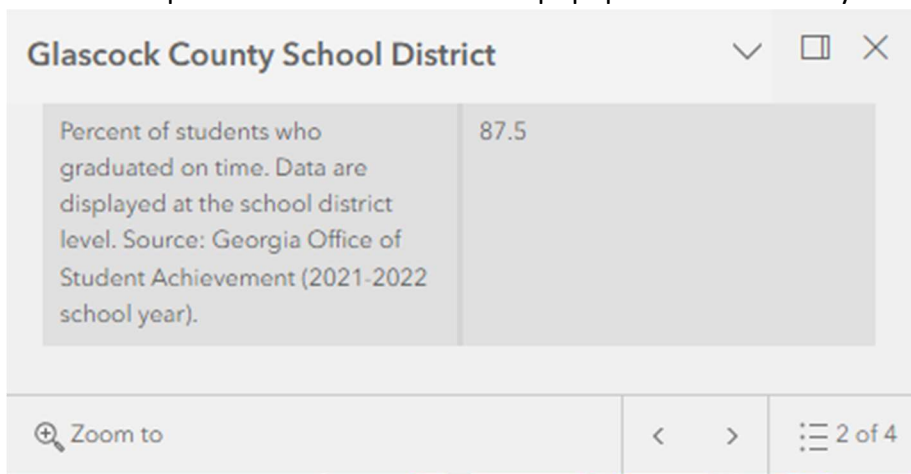 Glascock County School District
Percent of students who
graduated on time. Data are
displayed at the school district
level. Source: Georgia Office of
Student Achievement (2021-2022
school year).
87.5
Zoom to
2 of 4